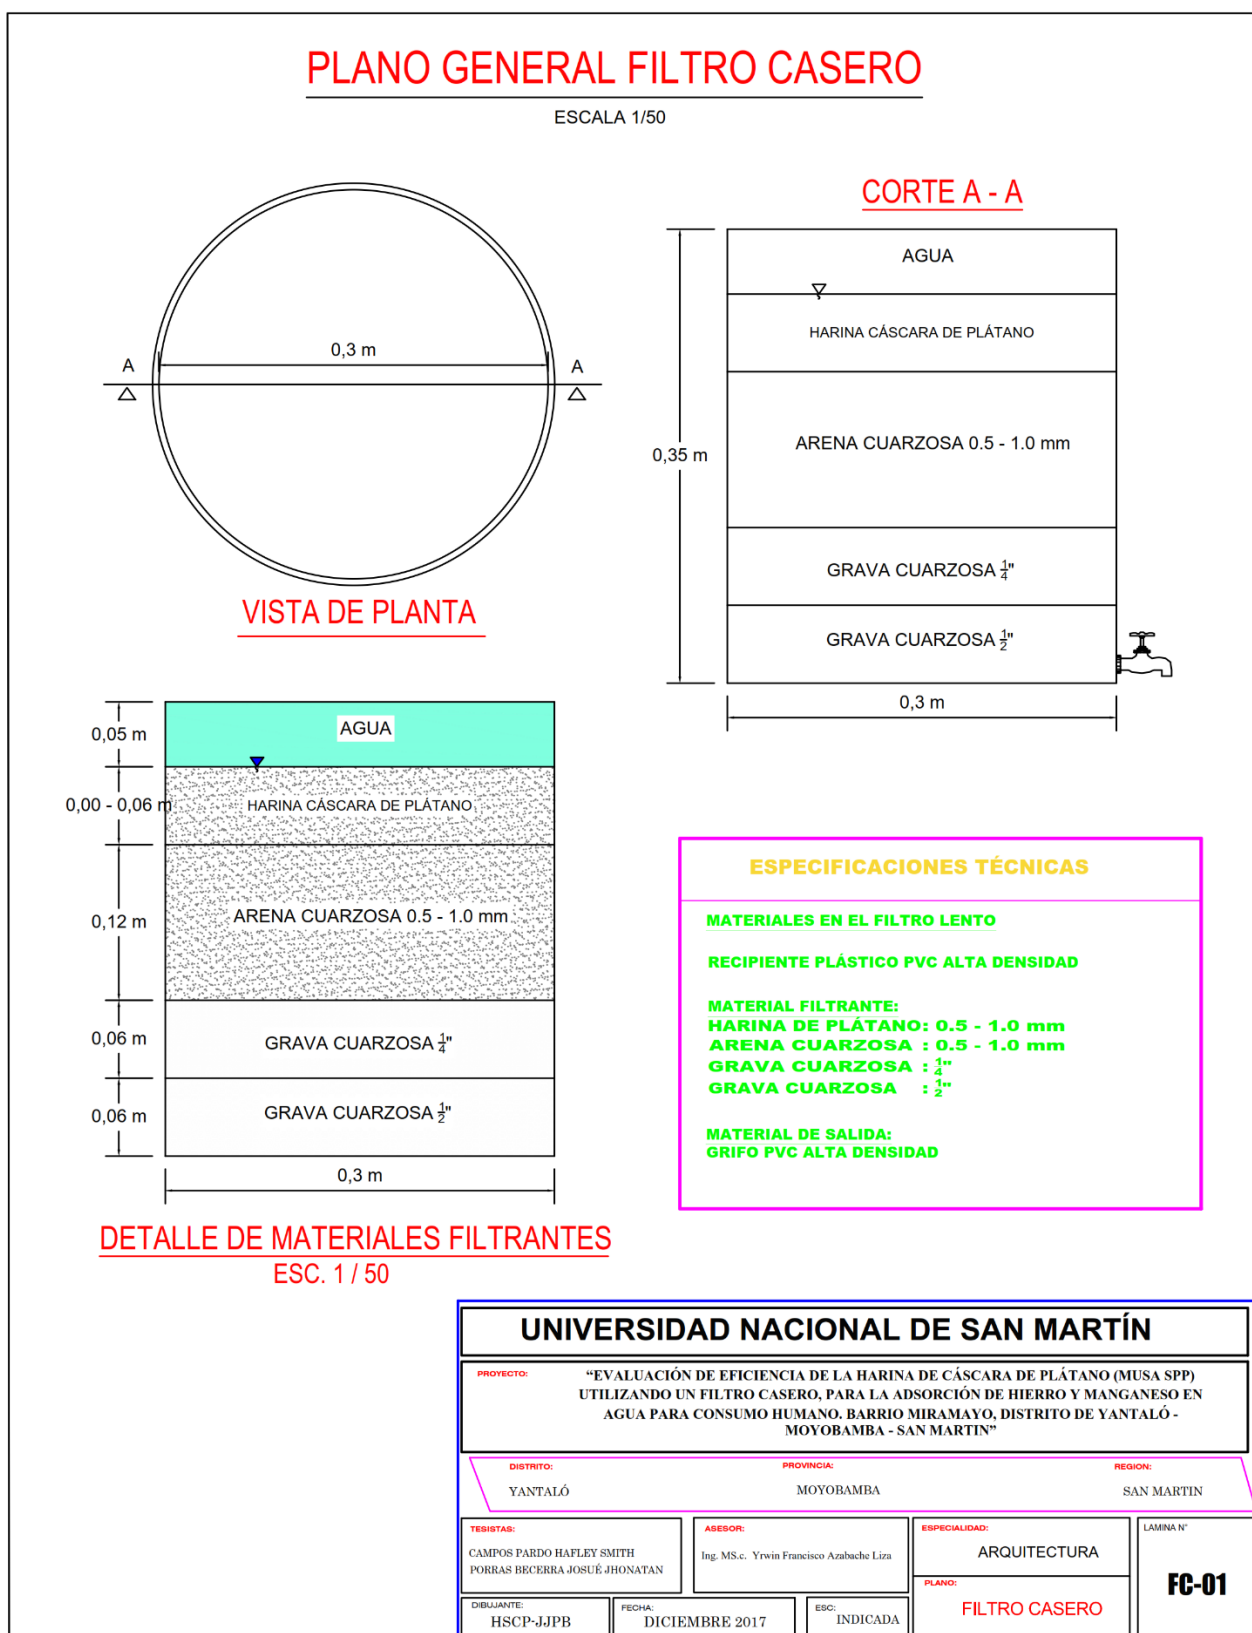 PLANO GENERAL FILTRO CASERO
ESCALA 1/50
A
0,3 m
A
VISTA DE PLANTA
CORTE A - A
AGUA
HARINA CÁSCARA DE PLÁTANO
0,35 m
ARENA CUARZOSA 0.5 - 1.0 mm
GRAVA CUARZOSA 1/4"
GRAVA CUARZOSA 1/2"
0,3 m
0,05 m
AGUA
0,00 - 0,06 m
HARINA CÁSCARA DE PLÁTANO
0,12 m
ARENA CUARZOSA 0.5 - 1.0 mm
0,06 m
GRAVA CUARZOSA 1/4"
0,06 m
GRAVA CUARZOSA 1/2"
0,3 m
DETALLE DE MATERIALES FILTRANTES
ESC. 1 / 50
ESPECIFICACIONES TÉCNICAS
MATERIALES EN EL FILTRO LENTO
RECIPIENTE PLÁSTICO PVC ALTA DENSIDAD
MATERIAL FILTRANTE:
HARINA DE PLÁTANO: 0.5 - 1.0 mm
ARENA CUARZOSA : 0.5 - 1.0 mm
GRAVA CUARZOSA : 1/4"
GRAVA CUARZOSA : 1/2"
MATERIAL DE SALIDA:
GRIFO PVC ALTA DENSIDAD
UNIVERSIDAD NACIONAL DE SAN MARTÍN
PROYECTO:
“EVALUACIÓN DE EFICIENCIA DE LA HARINA DE CÁSCARA DE PLÁTANO (MUSA SPP)
UTILIZANDO UN FILTRO CASERO, PARA LA ADSORCIÓN DE HIERRO Y MANGANESO EN
AGUA PARA CONSUMO HUMANO. BARRIO MIRAMAYO, DISTRITO DE YANTALÓ -
MOYOBAMBA - SAN MARTIN”
DISTRITO:
YANTALÓ
PROVINCIA:
MOYOBAMBA
REGION:
SAN MARTIN
TESISTAS:
CAMPOS PARDO HAFLEY SMITH
PORRAS BECERRA JOSUÉ JHONATAN
ASESOR:
Ing. MS.c. Yrwin Francisco Azabache Liza
ESPECIALIDAD:
ARQUITECTURA
LAMINA N°
FC-01
PLANO:
FILTRO CASERO
DIBUJANTE:
HSCP-JJPB
FECHA:
DICIEMBRE 2017
ESC:
INDICADA